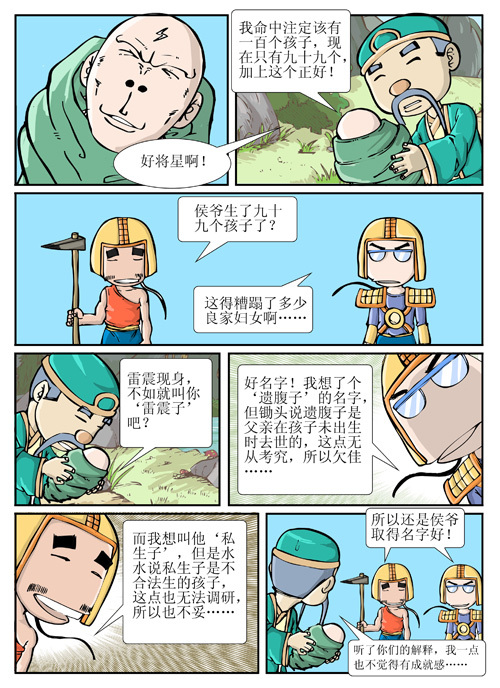 好将星啊！
我命中注定该有
一百个孩子，现
在只有九十九个，
加上这个正好！
侯爷生了九十
九个孩子了？
这得糟蹋了多少
良家妇女啊……
雷震现身，
不如就叫你
‘雷震子’
吧？
好名字！我想了个
‘遗腹子’的名字，
但锄头说遗腹子是
父亲在孩子未出生
时去世的，这点无
从考究，所以欠佳
……
而我想叫他‘私
生子’，但是水
水说私生子是不
合法生的孩子，
这点也无法调研，
所以也不妥……
所以还是侯爷
取得名字好！
听了你们的解释，我一点
也不觉得有成就感……